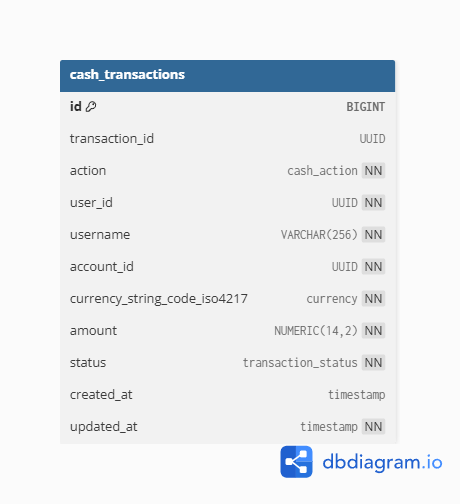 cash_transactions
id BIGINT
transaction_id UUID
action cash_action NN
user_id UUID NN
username VARCHAR(256) NN
account_id UUID NN
currency_string_code_iso4217 currency NN
amount NUMERIC(14,2) NN
status transaction_status NN
created_at timestamp
updated_at timestamp NN
dbdiagram.io